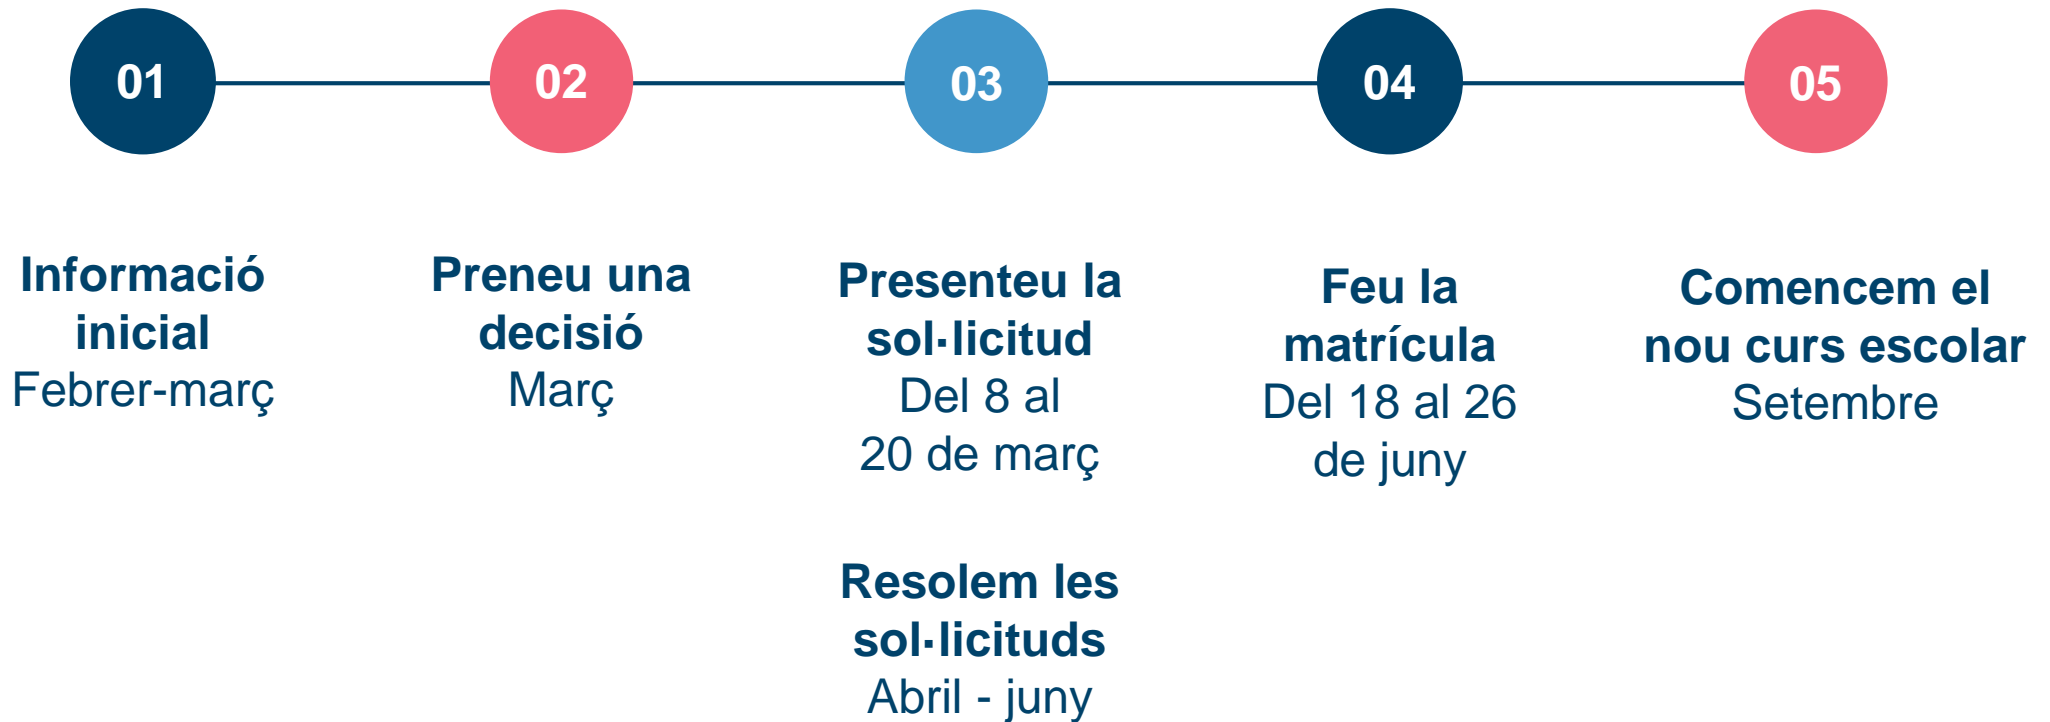 01
02
03
04
05
Informació
inicial
Febrer-març
Preneu una
decisió
Març
Presenteu la
sol·licitud
Del 8 al
20 de març
Resolem les
sol·licituds
Abril - juny
Feu la
matrícula
Del 18 al 26
de juny
Comencem el
nou curs escolar
Setembre